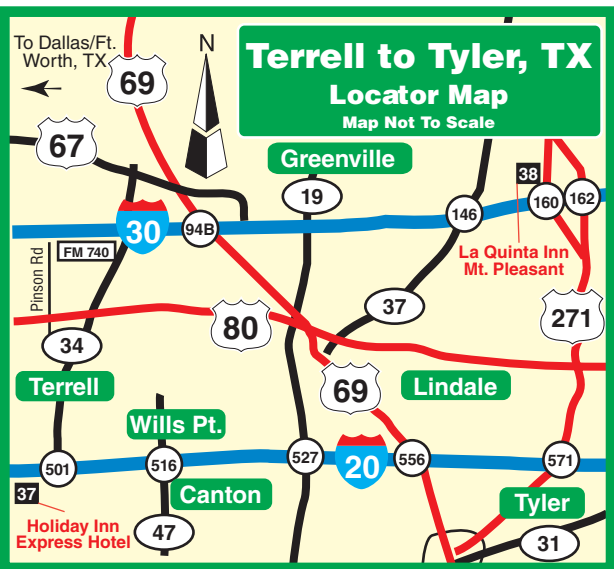 To Dallas/Ft.
Worth, TX
69
N
Terrell to Tyler, TX
Locator Map
Map Not To Scale
67
Greenville
19
38
160
162
146
30
94B
La Quinta Inn
Mt. Pleasant
Pinson Rd
FM 740
37
271
80
34
Terrell
69
Lindale
Wills Pt.
501
516
527
20
556
571
37
Canton
Tyler
Holiday Inn
Express Hotel
47
31